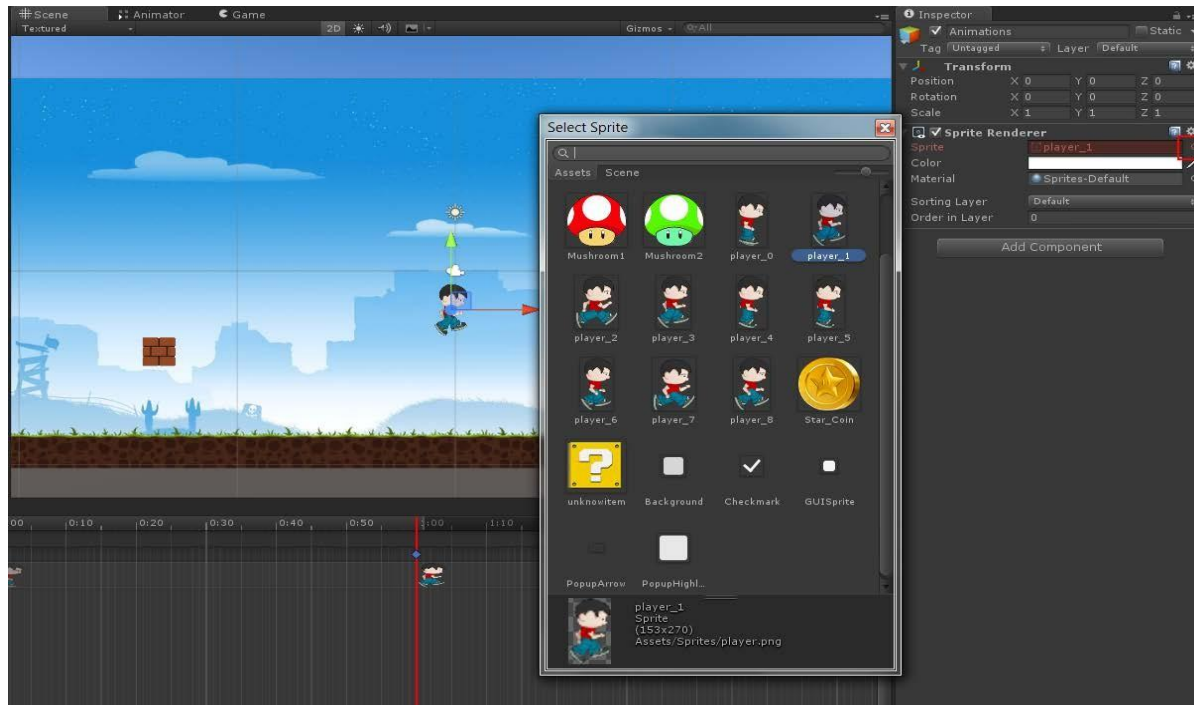 Scene Animator Game
Textured 2D Gizmos All
Inspector
Animations Static
Tag Untagged Layer Default
Transform
Position X 0 Y 0 Z 0
Rotation X 0 Y 0 Z 0
Scale X 1 Y 1 Z 1
Sprite Renderer
Sprite player_1
Color
Material Sprites-Default
Sorting Layer Default
Order in Layer 0
Add Component
Select Sprite
Assets Scene
Mushroom1 Mushroom2 player_0 player_1
player_2 player_3 player_4 player_5
player_6 player_7 player_8 Star_Coin
?
unknowitem Background Checkmark GUISprite
PopupArrow PopupHighl...
player_1
Sprite
(153x270)
Assets/Sprites/player.png
00 0:10 0:20 0:30 0:40 0:50 1:00 1:10